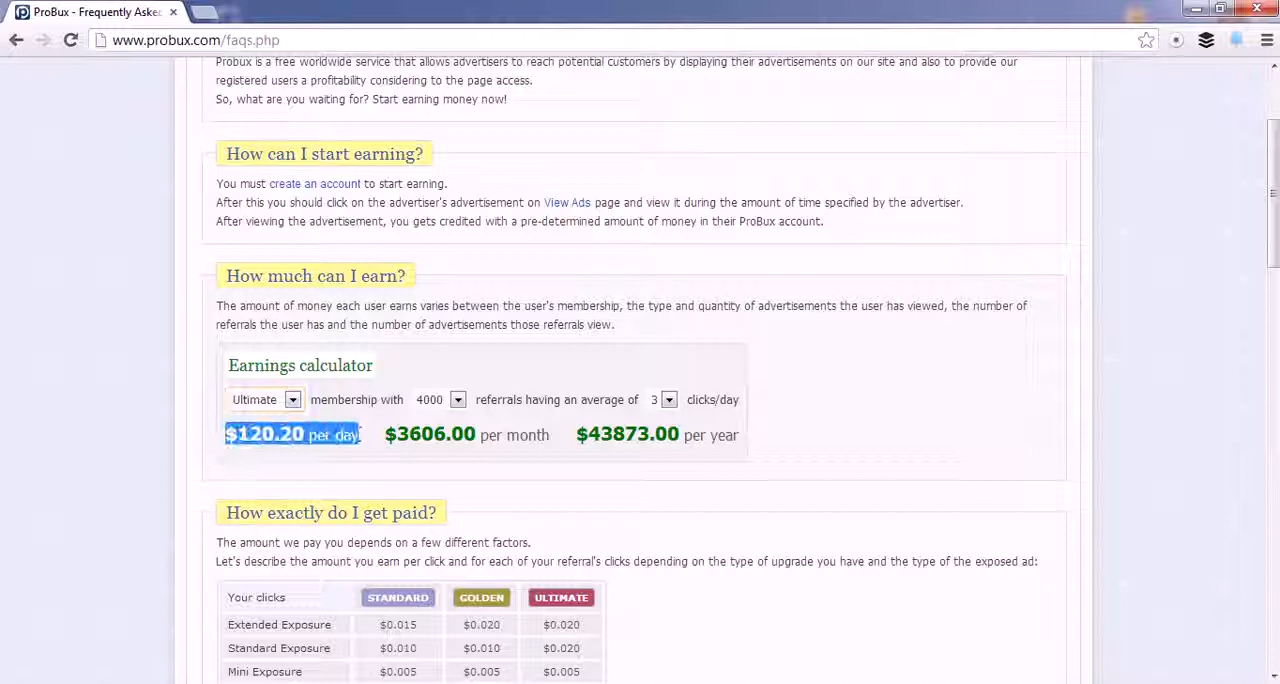 ProBux - Frequently Asked
www.probux.com/faqs.php
Probux is a free worldwide service that allows advertisers to reach potential customers by displaying their advertisements on our site and also to provide our
registered users a profitability considering to the page access.
So, what are you waiting for? Start earning money now!
How can I start earning?
You must create an account to start earning.
After this you should click on the advertiser's advertisement on View Ads page and view it during the amount of time specified by the advertiser.
After viewing the advertisement, you gets credited with a pre-determined amount of money in their ProBux account.
How much can I earn?
The amount of money each user earns varies between the user's membership, the type and quantity of advertisements the user has viewed, the number of
referrals the user has and the number of advertisements those referrals view.
Earnings calculator
Ultimate membership with 4000 referrals having an average of 3 clicks/day
$120.20 per day $3606.00 per month $43873.00 per year
How exactly do I get paid?
The amount we pay you depends on a few different factors.
Let's describe the amount you earn per click and for each of your referral's clicks depending on the type of upgrade you have and the type of the exposed ad:
Your clicks STANDARD GOLDEN ULTIMATE
Extended Exposure $0.015 $0.020 $0.020
Standard Exposure $0.010 $0.010 $0.020
Mini Exposure $0.005 $0.005 $0.005